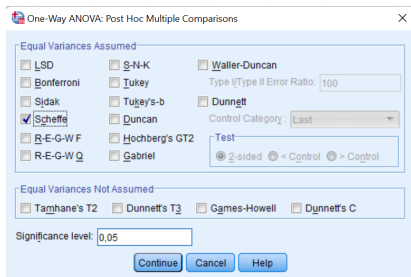 One-Way ANOVA: Post Hoc Multiple Comparisons
Equal Variances Assumed
LSD S-N-K Waller-Duncan
Bonferroni Tukey Type I/Type II Error Ratio: 100
Sidak Tukey's-b Dunnett
Scheffe Duncan Control Category: Last
R-E-G-W F Hochberg's GT2 Test
R-E-G-W Q Gabriel 2-sided < Control > Control
Equal Variances Not Assumed
Tamhane's T2 Dunnett's T3 Games-Howell Dunnett's C
Significance level: 0,05
Continue Cancel Help